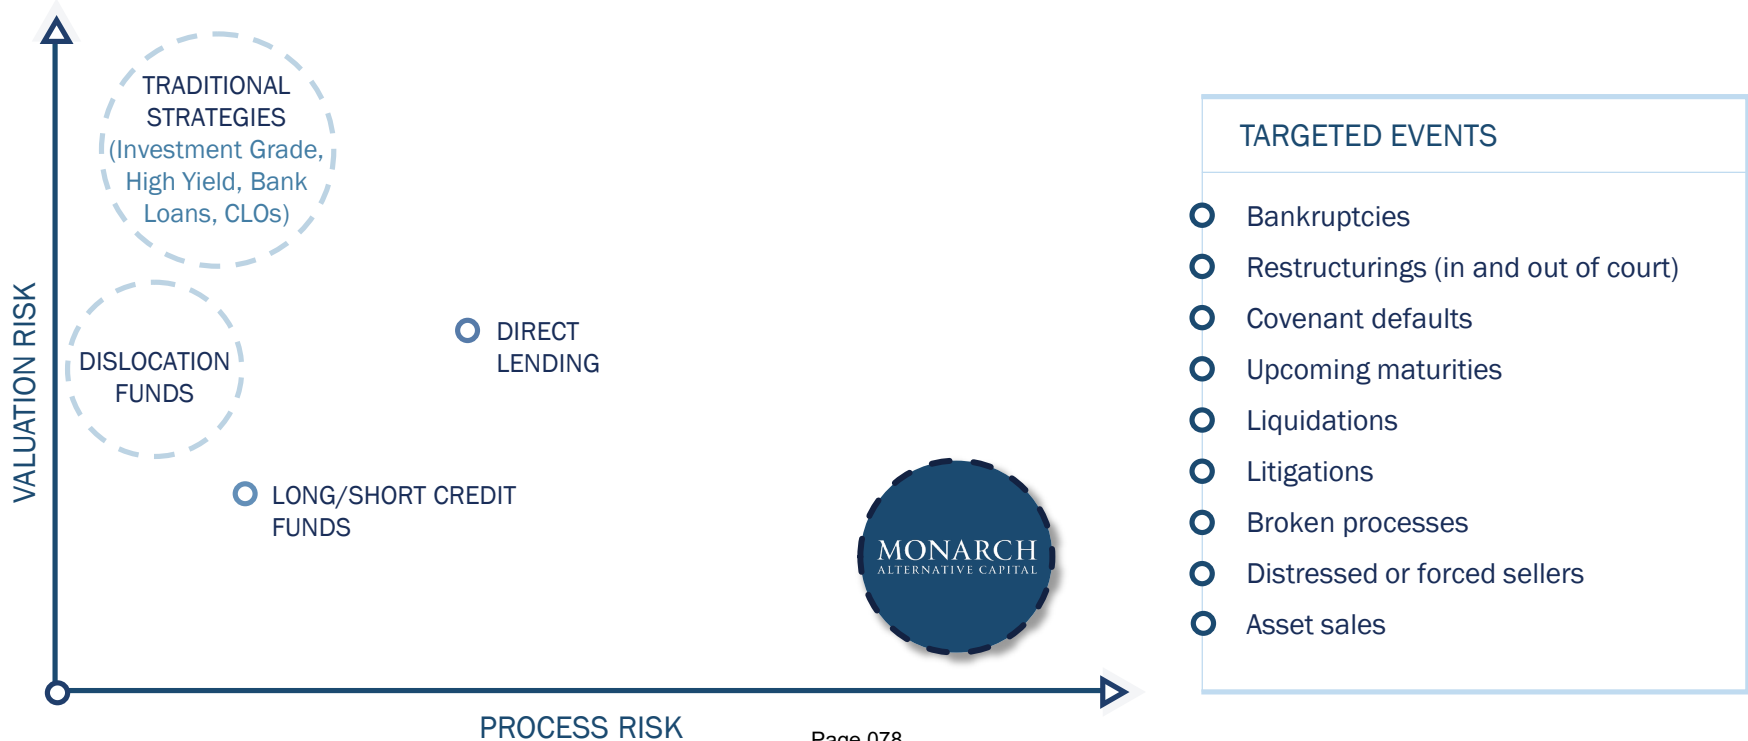 TRADITIONAL
STRATEGIES
(Investment Grade,
High Yield, Bank
Loans, CLOs)
DISLOCATION
FUNDS
DIRECT
LENDING
LONG/SHORT CREDIT
FUNDS
MONARCH
ALTERNATIVE CAPITAL
VALUATION RISK
PROCESS RISK
TARGETED EVENTS
Bankruptcies
Restructurings (in and out of court)
Covenant defaults
Upcoming maturities
Liquidations
Litigations
Broken processes
Distressed or forced sellers
Asset sales
Page 078